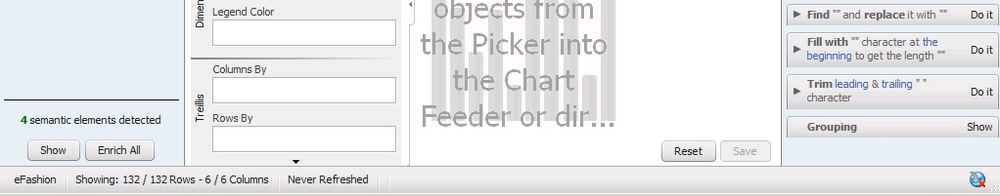 4 semantic elements detected
Show
Enrich All
Dimen
Legend Color
Treillis
Columns By
Rows By
objects from
the Picker into
the Chart
Feeder or dir...
Reset
Save
Find "" and replace it with ""
Do it
Fill with "" character at the
beginning to get the length ""
Do it
Trim leading & trailing " "
character
Do it
Grouping
Show
eFashion
Showing: 132 / 132 Rows - 6 / 6 Columns
Never Refreshed